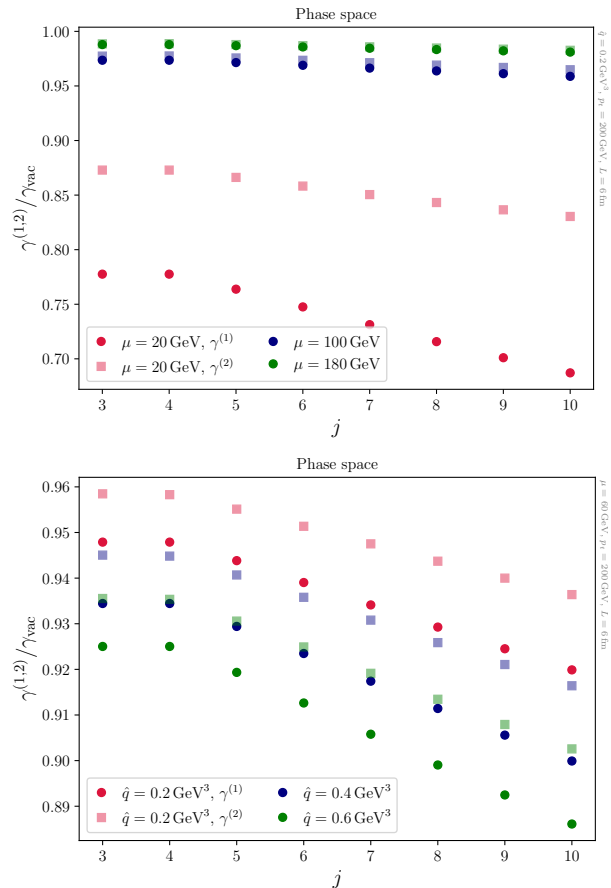 Phase space
1.00
0.95
0.90
0.85
0.80
0.75
0.70
γ^(1,2)/γ_vac
μ = 20 GeV, γ^(1)
μ = 20 GeV, γ^(2)
μ = 100 GeV
μ = 180 GeV
3 4 5 6 7 8 9 10
j
q̂ = 0.2 GeV³, p_t = 200 GeV, L = 6 fm
Phase space
0.96
0.95
0.94
0.93
0.92
0.91
0.90
0.89
γ^(1,2)/γ_vac
q̂ = 0.2 GeV³, γ^(1)
q̂ = 0.2 GeV³, γ^(2)
q̂ = 0.4 GeV³
q̂ = 0.6 GeV³
3 4 5 6 7 8 9 10
j
μ = 60 GeV, p_t = 200 GeV, L = 6 fm